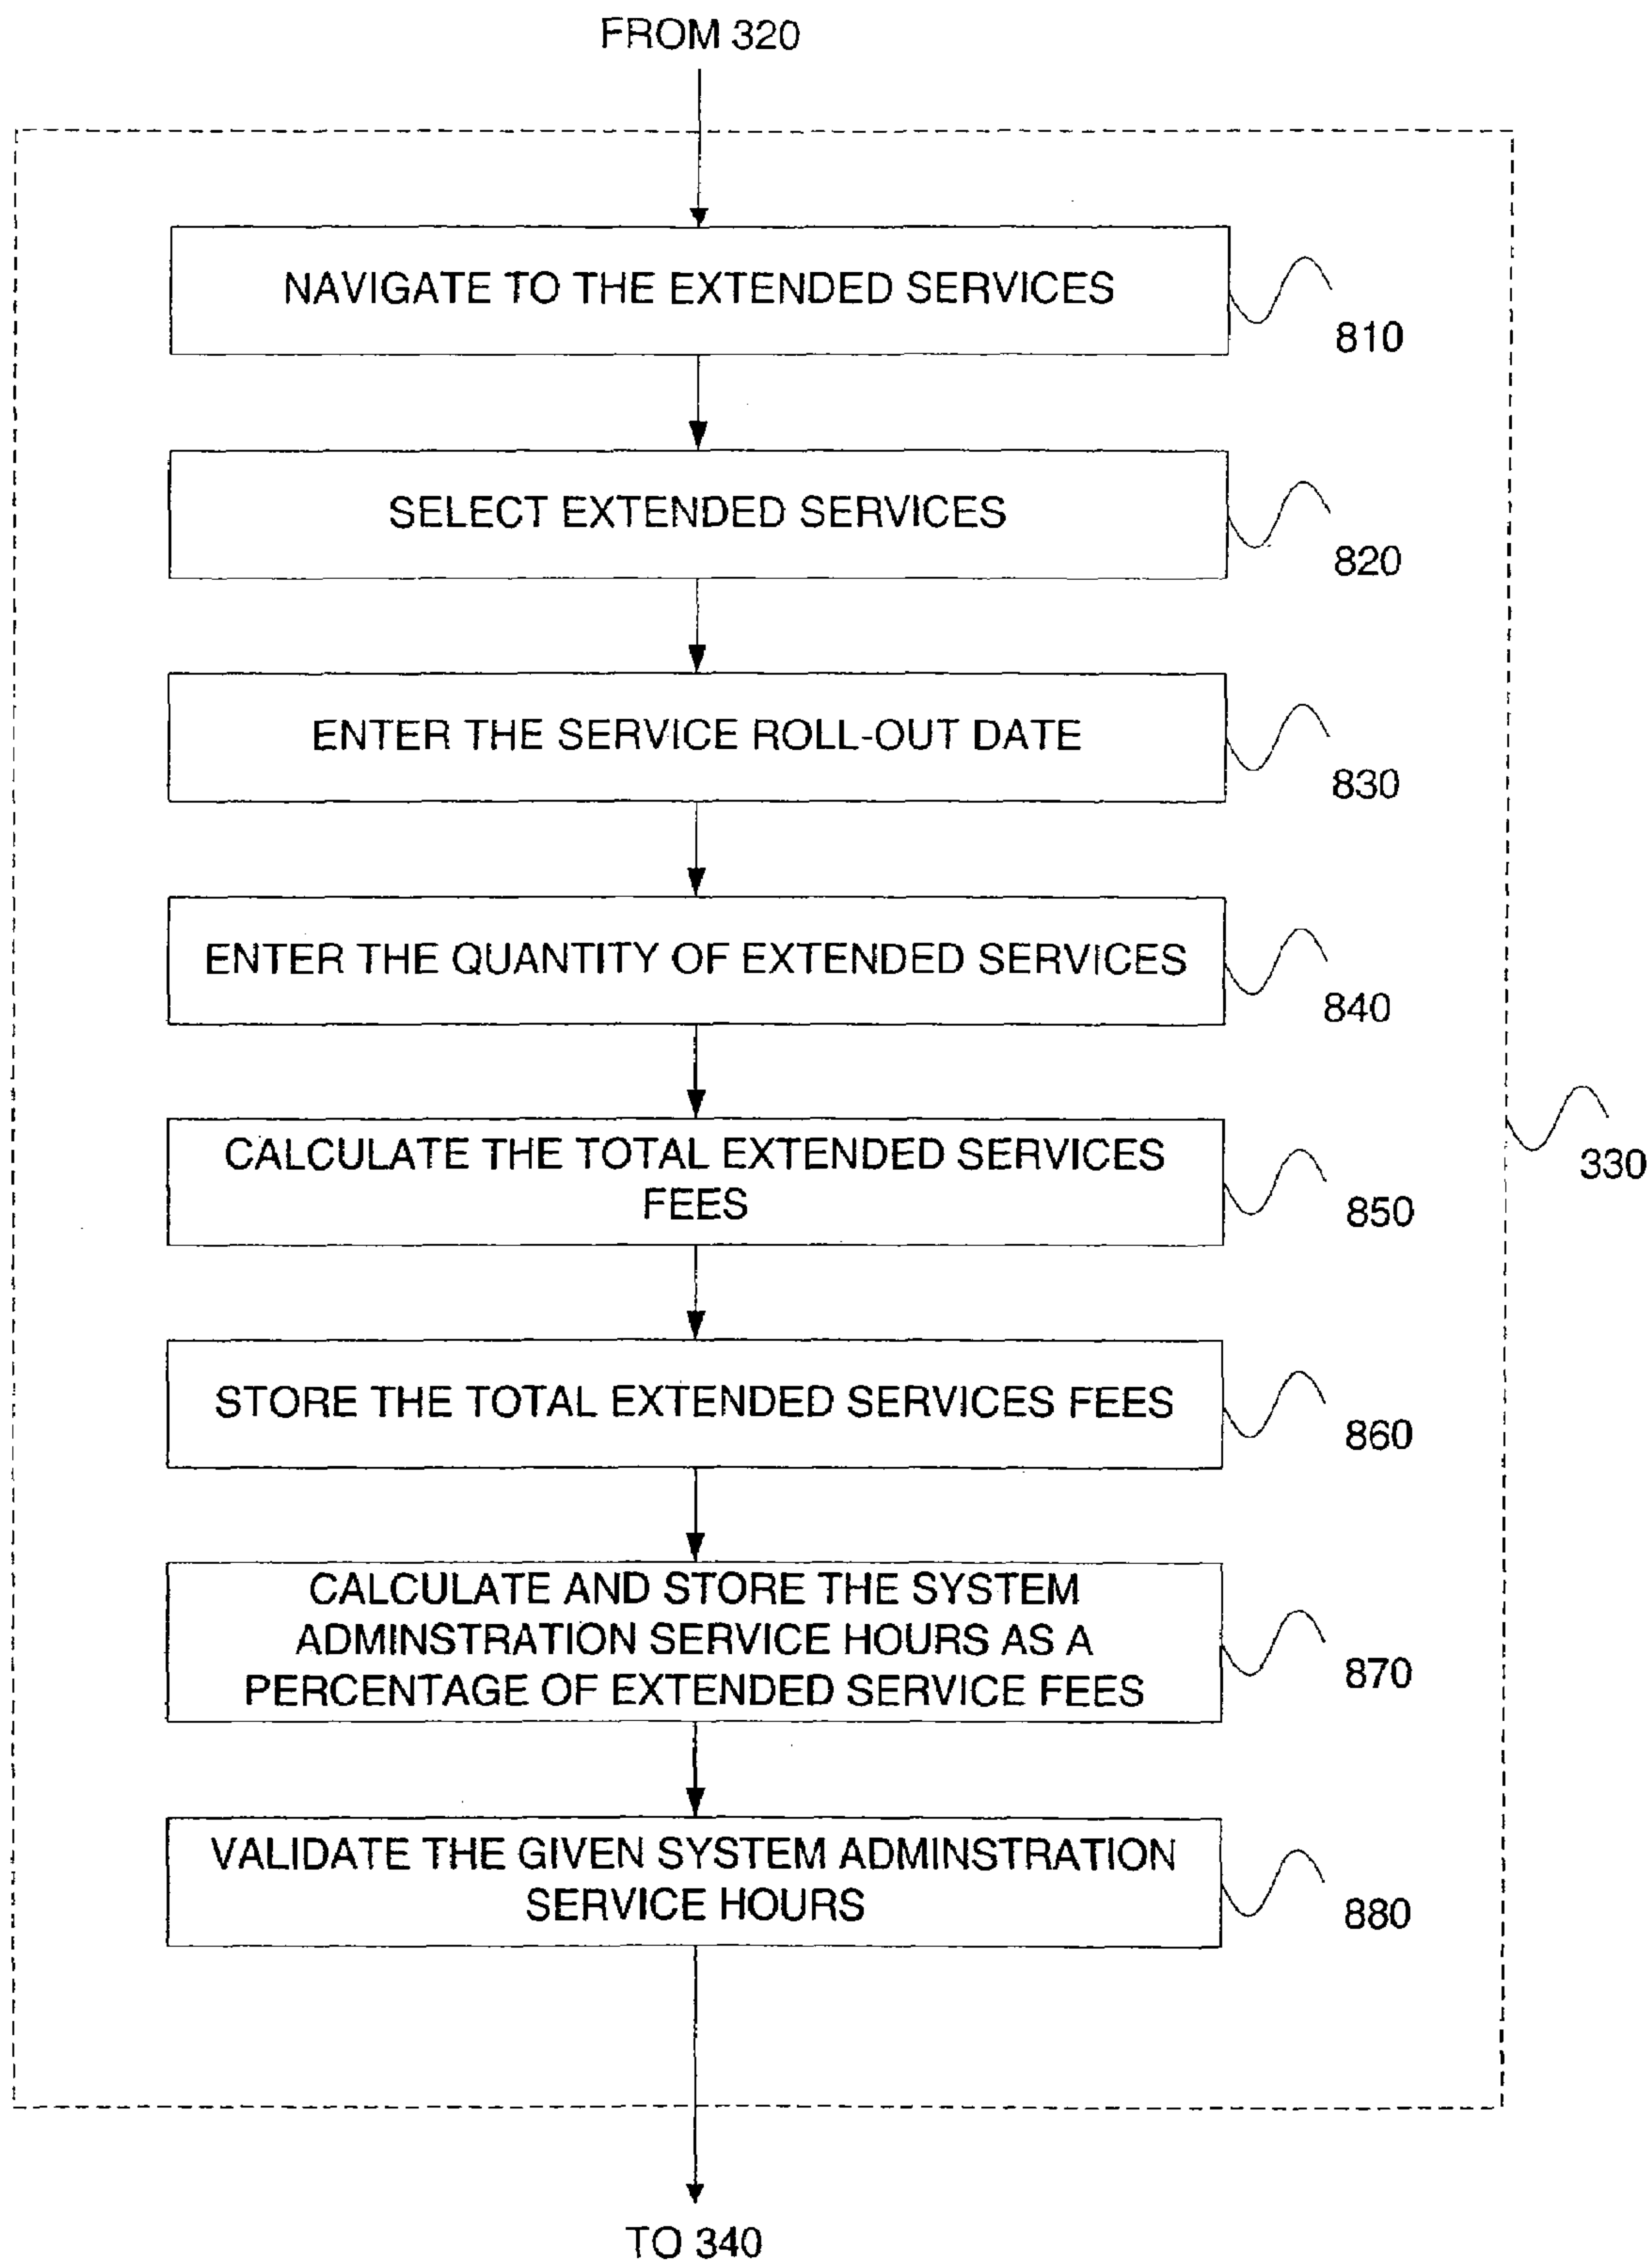 FROM 320
NAVIGATE TO THE EXTENDED SERVICES
810
SELECT EXTENDED SERVICES
820
ENTER THE SERVICE ROLL-OUT DATE
830
ENTER THE QUANTITY OF EXTENDED SERVICES
840
CALCULATE THE TOTAL EXTENDED SERVICES
FEES
850
330
STORE THE TOTAL EXTENDED SERVICES FEES
860
CALCULATE AND STORE THE SYSTEM
ADMINSTRATION SERVICE HOURS AS A
PERCENTAGE OF EXTENDED SERVICE FEES
870
VALIDATE THE GIVEN SYSTEM ADMINSTRATION
SERVICE HOURS
880
TO 340